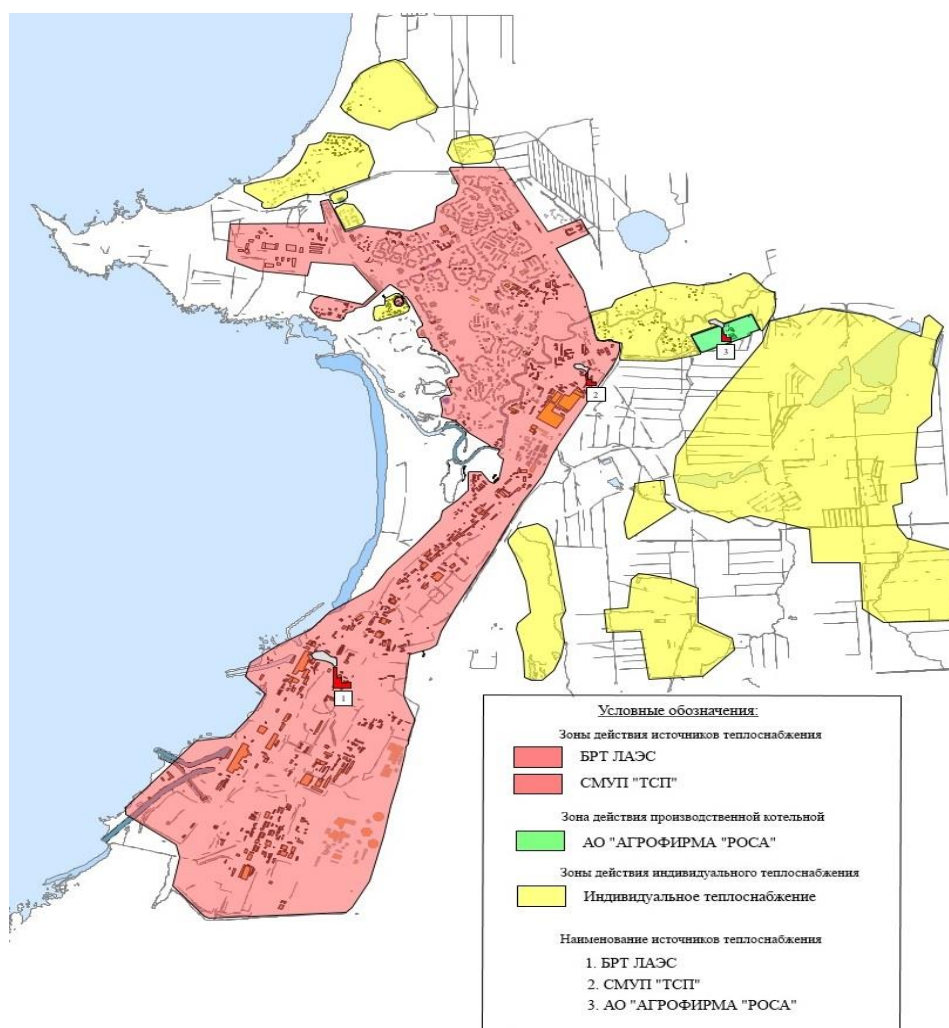 3
2
1
Условные обозначения:
Зоны действия источников теплоснабжения
БРТ ЛАЭС
СМУП "ТСП"
Зона действия производственной котельной
АО "АГРОФИРМА "РОСА"
Зоны действия индивидуального теплоснабжения
Индивидуальное теплоснабжение
Наименование источников теплоснабжения
1. БРТ ЛАЭС
2. СМУП "ТСП"
3. АО "АГРОФИРМА "РОСА"